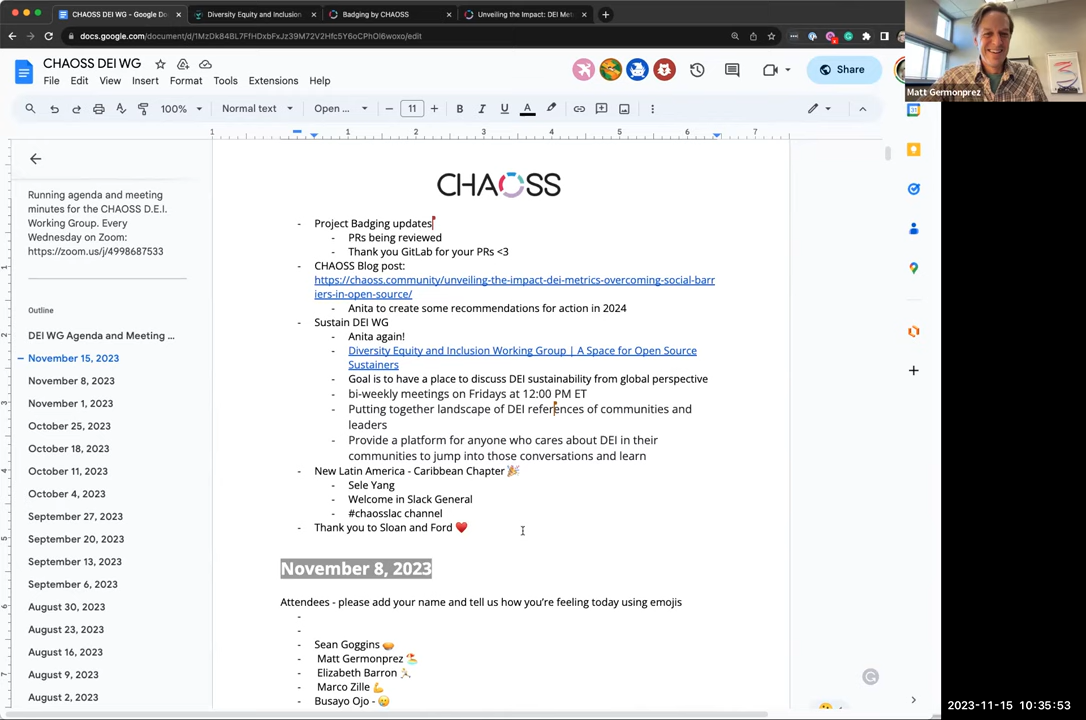 CHAOSS DEI WG - Google Do
Diversity Equity and Inclusion
Badging by CHAOSS
Unveiling the Impact: DEI Met
docs.google.com/document/d/1MzDk84BL7FfHDxbFxJz39M72V2Hfc5Y6oCPhOl6woxo/edit
CHAOSS DEI WG
File Edit View Insert Format Tools Extensions Help
Share
Matt Germonprez
100% Normal text Open ... 11 B I U A
1 1 2 3 4 5 6 7
Running agenda and meeting
minutes for the CHAOSS D.E.I.
Working Group. Every
Wednesday on Zoom:
https://zoom.us/j/4998687533
Outline
DEI WG Agenda and Meeting ...
November 15, 2023
November 8, 2023
November 1, 2023
October 25, 2023
October 18, 2023
October 11, 2023
October 4, 2023
September 27, 2023
September 20, 2023
September 13, 2023
September 6, 2023
August 30, 2023
August 23, 2023
August 16, 2023
August 9, 2023
August 2, 2023
CHAOSS
- Project Badging updates
- PRs being reviewed
- Thank you GitLab for your PRs <3
- CHAOSS Blog post:
https://chaoss.community/unveiling-the-impact-dei-metrics-overcoming-social-barr
iers-in-open-source/
- Anita to create some recommendations for action in 2024
- Sustain DEI WG
- Anita again!
- Diversity Equity and Inclusion Working Group | A Space for Open Source
Sustainers
- Goal is to have a place to discuss DEI sustainability from global perspective
- bi-weekly meetings on Fridays at 12:00 PM ET
- Putting together landscape of DEI references of communities and
leaders
- Provide a platform for anyone who cares about DEI in their
communities to jump into those conversations and learn
- New Latin America - Caribbean Chapter 🎉
- Sele Yang
- Welcome in Slack General
- #chaosslac channel
- Thank you to Sloan and Ford ❤️
November 8, 2023
Attendees - please add your name and tell us how you're feeling today using emojis
-
-
- Sean Goggins 🥧
- Matt Germonprez 🏖️
- Elizabeth Barron 🏃
- Marco Zille 💪
- Busayo Ojo - 🙂
2023-11-15 10:35:53